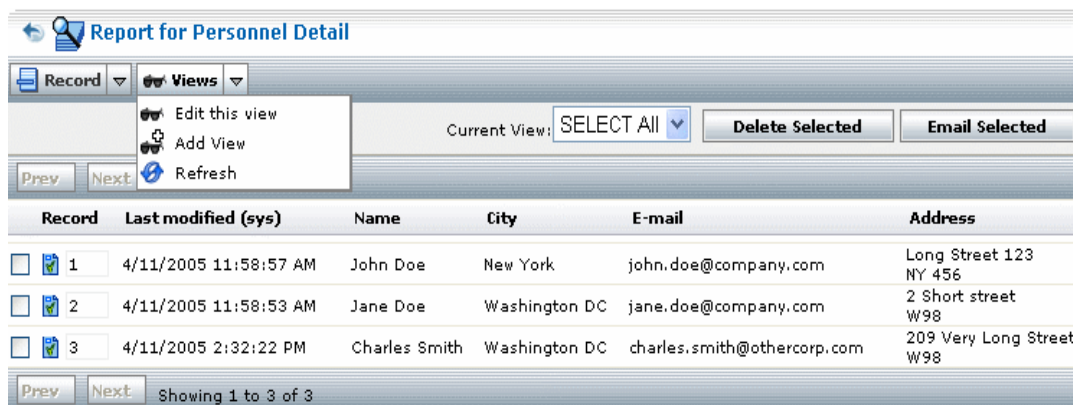 Report for Personnel Detail
Record Views
Edit this view
Add View
Refresh
Current View: SELECT All Delete Selected Email Selected
Prev Next
Record Last modified (sys) Name City E-mail Address
1 4/11/2005 11:58:57 AM John Doe New York john.doe@company.com Long Street 123
NY 456
2 4/11/2005 11:58:53 AM Jane Doe Washington DC jane.doe@company.com 2 Short street
W98
3 4/11/2005 2:32:22 PM Charles Smith Washington DC charles.smith@othercorp.com 209 Very Long Street
W98
Prev Next Showing 1 to 3 of 3